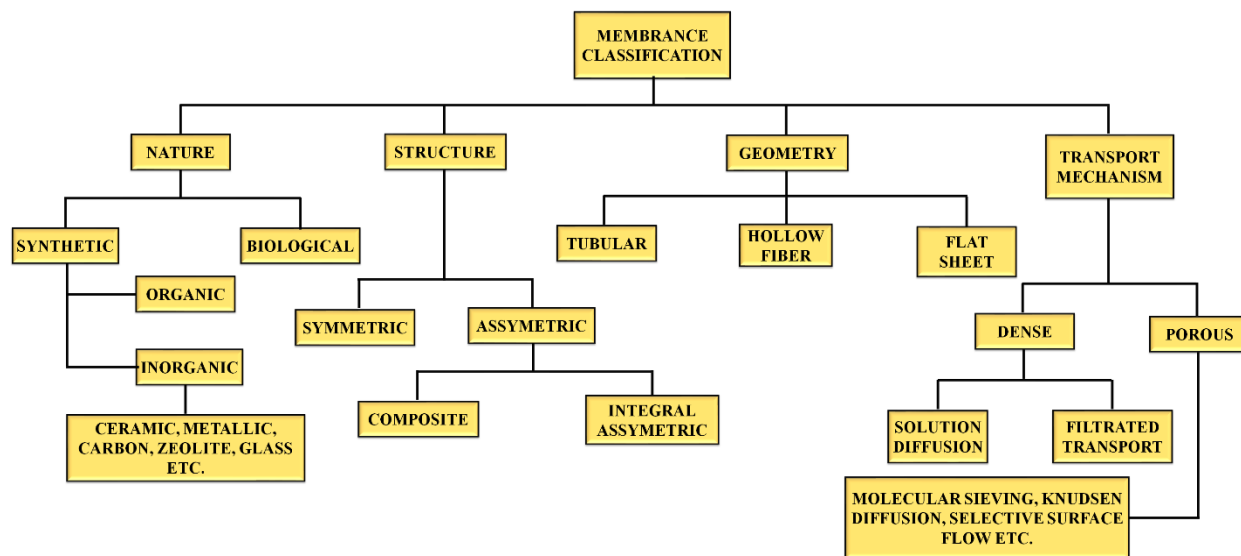 MEMBRANCE
CLASSIFICATION
NATURE
STRUCTURE
GEOMETRY
TRANSPORT
MECHANISM
SYNTHETIC
BIOLOGICAL
TUBULAR
HOLLOW
FIBER
FLAT
SHEET
ORGANIC
SYMMETRIC
ASSYMETRIC
DENSE
POROUS
INORGANIC
CERAMIC, METALLIC,
CARBON, ZEOLITE, GLASS
ETC.
COMPOSITE
INTEGRAL
ASSYMETRIC
SOLUTION
DIFFUSION
FILTRATED
TRANSPORT
MOLECULAR SIEVING, KNUDSEN
DIFFUSION, SELECTIVE SURFACE
FLOW ETC.